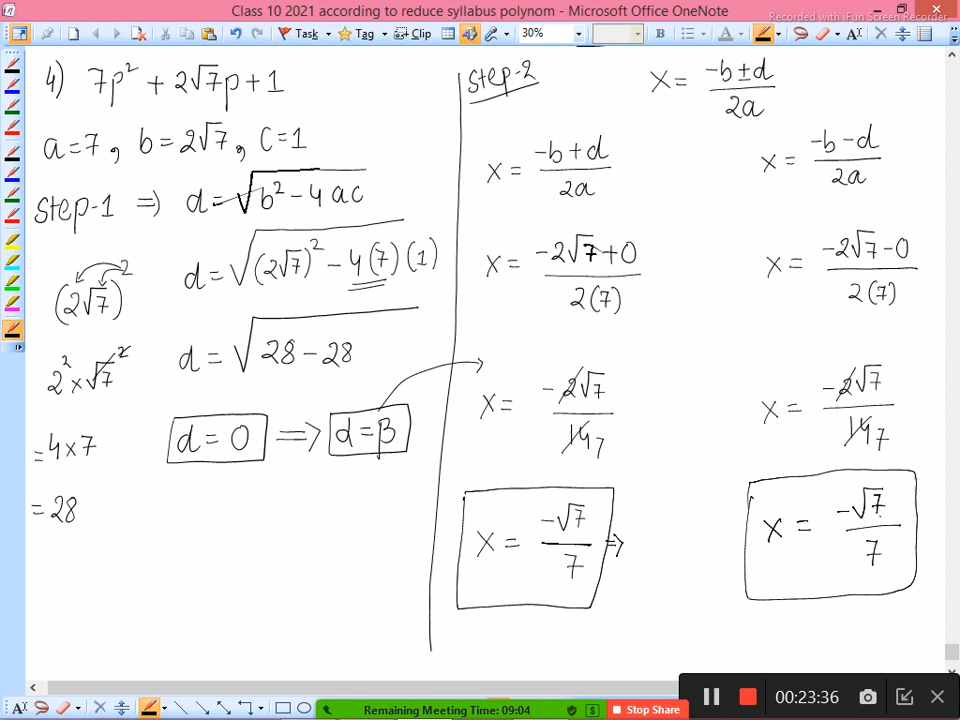 Class 10 2021 according to reduce syllabus polynom - Microsoft Office OneNote
Recorded with iFun Screen Recorder
Task
Tag
Clip
30%
B
A
4) 7p² + 2√7p + 1
a = 7, b = 2√7, C = 1
Step-1 => d = √b² - 4ac
d = √(2√7)² - 4(7)(1)
(2√7)²
d = √28 - 28
2² x √7²
d = 0 => d = β
= 4 x 7
= 28
Step-2
x = -b ± d / 2a
x = -b + d / 2a
x = -b - d / 2a
x = -2√7 + 0 / 2(7)
x = -2√7 - 0 / 2(7)
x = -2√7 / 14 7
x = -2√7 / 14 7
x = -√7 / 7 =>
x = -√7 / 7
Remaining Meeting Time: 09:04
Stop Share
00:23:36